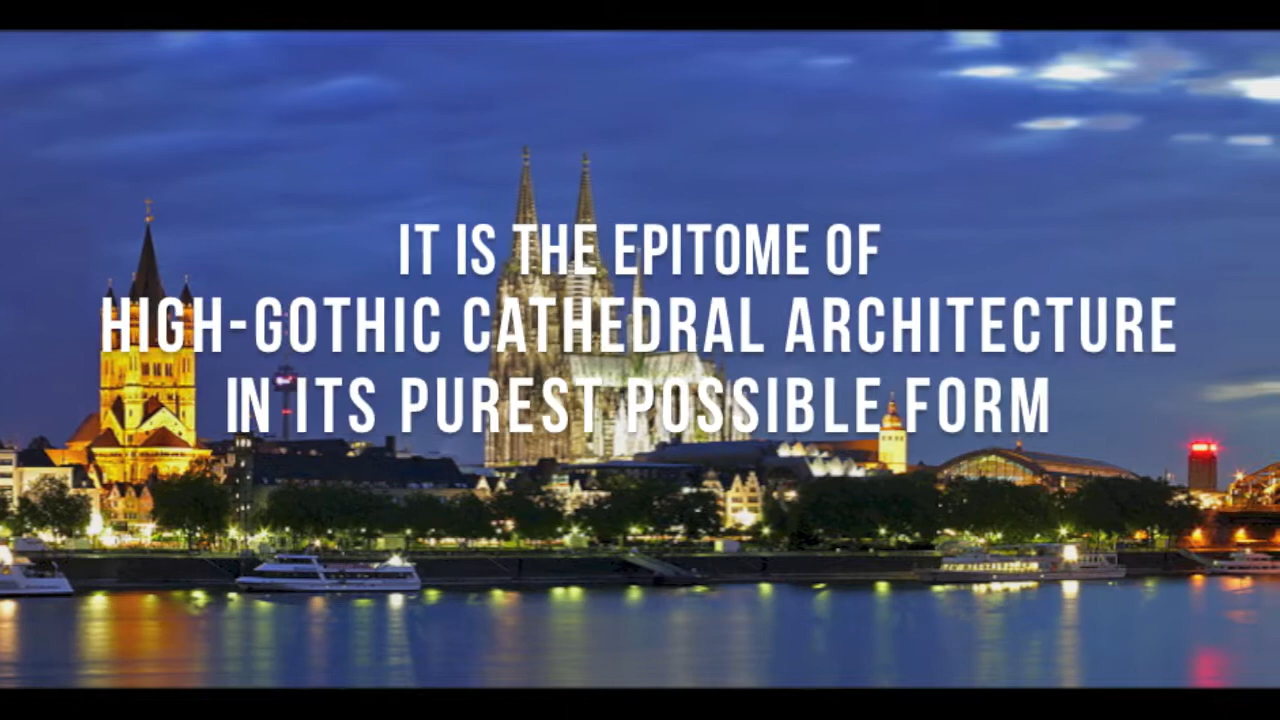 IT IS THE EPITOME OF
HIGH-GOTHIC CATHEDRAL ARCHITECTURE
IN ITS PUREST POSSIBLE FORM